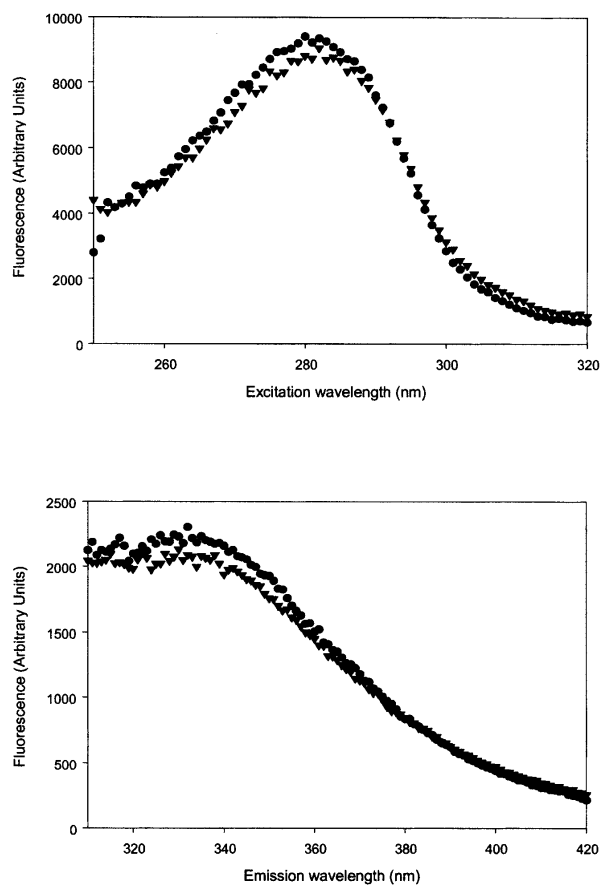 10000
8000
6000
4000
2000
0
Fluorescence (Arbitrary Units)
260 280 300 320
Excitation wavelength (nm)
2500
2000
1500
1000
500
0
Fluorescence (Arbitrary Units)
320 340 360 380 400 420
Emission wavelength (nm)